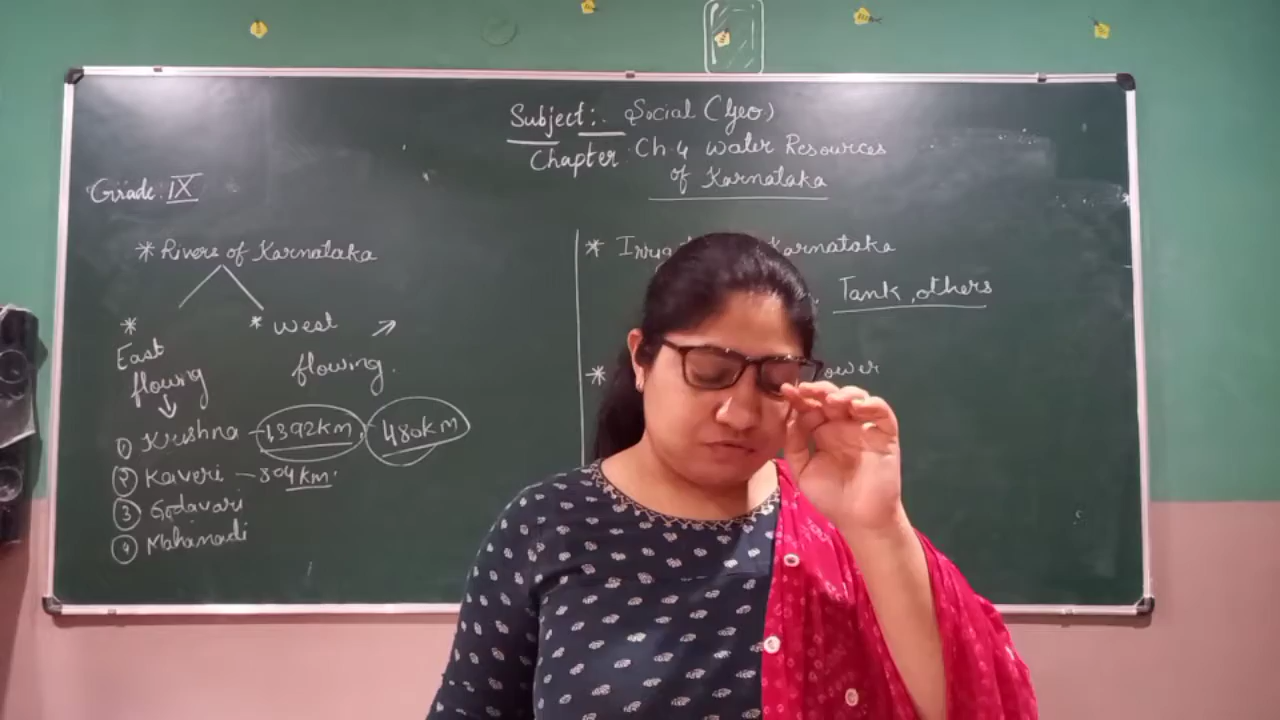 Subject:- Social (Geo)
Chapter: Ch.4 Water Resources
of Karnataka
Grade: IX
* Rivers of Karnataka
*
East
flowing
* West
flowing.
① Krishna - 1392km, 480km
② Kaveri - 804km.
③ Godavari
④ Mahanadi
* Karnataka
Tank, others
*